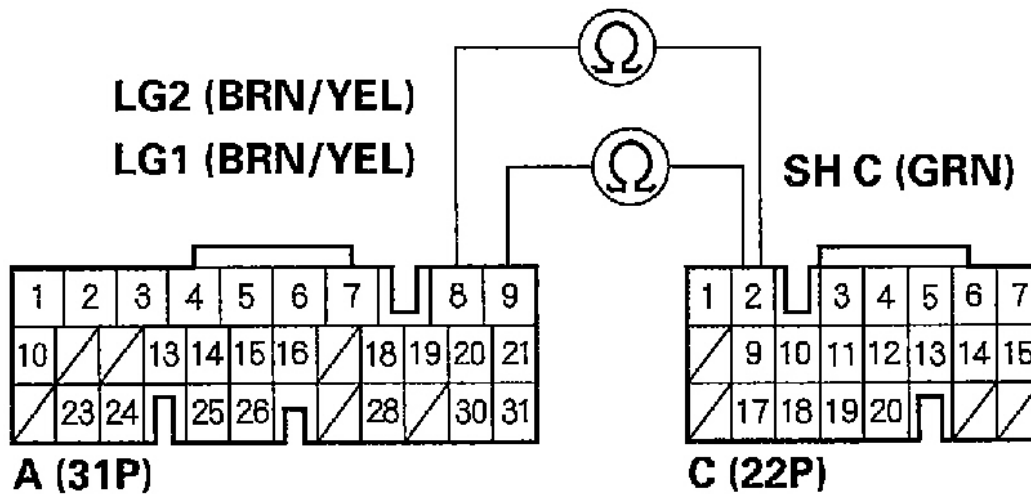 Ω
LG2 (BRN/YEL)
LG1 (BRN/YEL)
Ω
SH C (GRN)
1 2 3 4 5 6 7 8 9
10 13 14 15 16 18 19 20 21
23 24 25 26 28 30 31
A (31P)
1 2 3 4 5 6 7
9 10 11 12 13 14 15
17 18 19 20
C (22P)